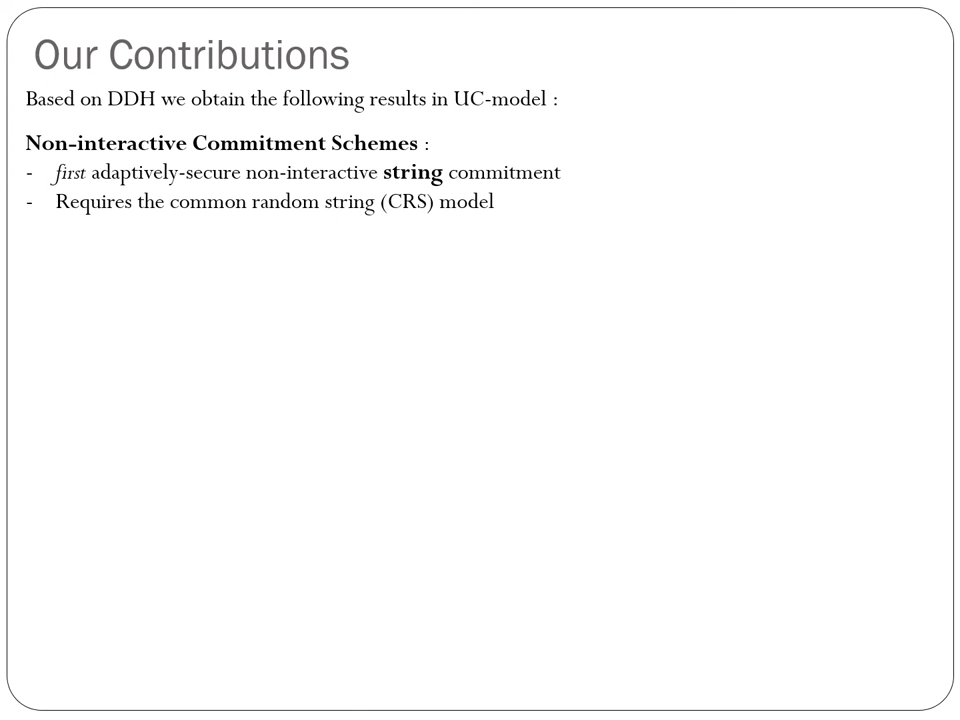 Our Contributions
Based on DDH we obtain the following results in UC-model :
Non-interactive Commitment Schemes :
- first adaptively-secure non-interactive string commitment
- Requires the common random string (CRS) model